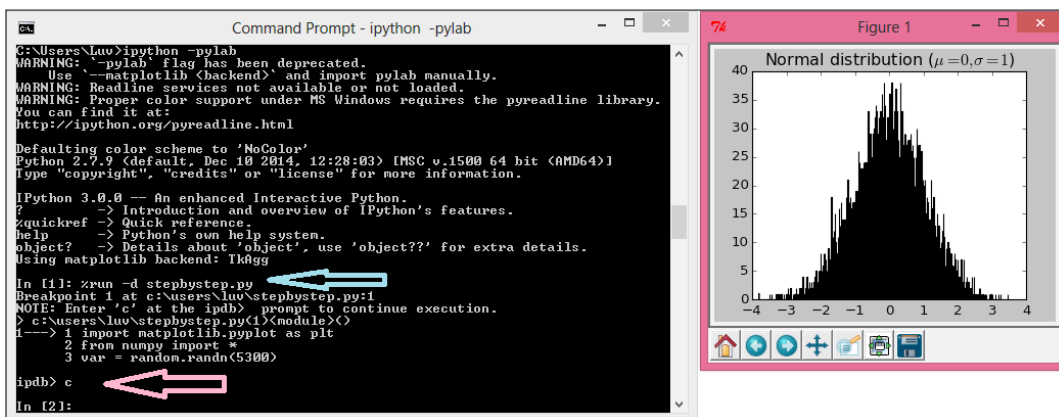 Command Prompt - ipython -pylab
C:\Users\Luv>ipython -pylab
WARNING: `-pylab` flag has been deprecated.
Use `--matplotlib <backend>` and import pylab manually.
WARNING: Readline services not available or not loaded.
WARNING: Proper color support under MS Windows requires the pyreadline library.
You can find it at:
http://ipython.org/pyreadline.html
Defaulting color scheme to 'NoColor'
Python 2.7.9 (default, Dec 10 2014, 12:28:03) [MSC v.1500 64 bit (AMD64)]
Type "copyright", "credits" or "license" for more information.
IPython 3.0.0 -- An enhanced Interactive Python.
? -> Introduction and overview of IPython's features.
%quickref -> Quick reference.
help -> Python's own help system.
object? -> Details about 'object', use 'object??' for extra details.
Using matplotlib backend: TkAgg
In [1]: %run -d stepbystep.py
Breakpoint 1 at c:\users\luv\stepbystep.py:1
NOTE: Enter 'c' at the ipdb> prompt to continue execution.
> c:\users\luv\stepbystep.py(1)<module>()
1---> 1 import matplotlib.pyplot as plt
2 from numpy import *
3 var = random.randn(5300)
ipdb> c
In [2]:
Figure 1
Normal distribution (μ=0,σ=1)
40
35
30
25
20
15
10
5
0
−4 −3 −2 −1 0 1 2 3 4